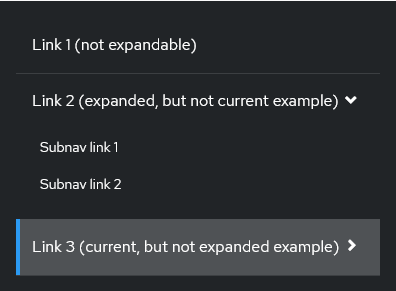 Link 1 (not expandable)
Link 2 (expanded, but not current example)
Subnav link 1
Subnav link 2
Link 3 (current, but not expanded example)